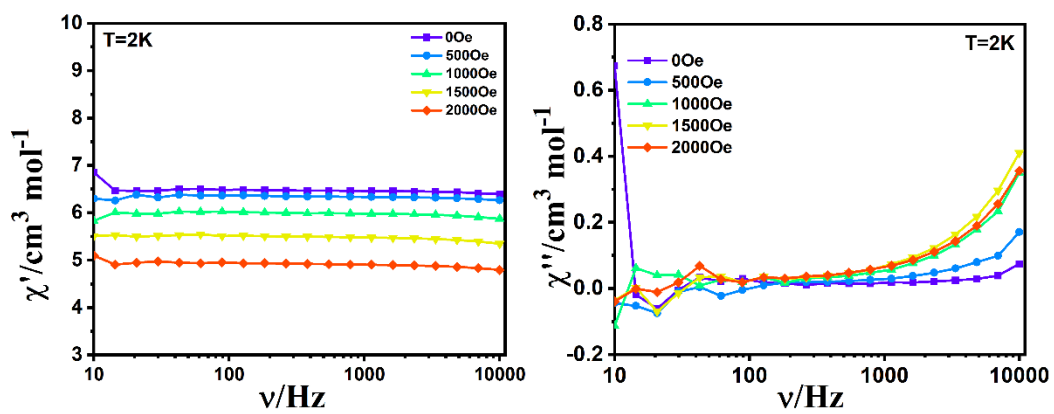 10
9
8
7
6
5
4
3
χ'/cm³ mol⁻¹
T=2K
0Oe
500Oe
1000Oe
1500Oe
2000Oe
10
100
1000
10000
ν/Hz
0.8
0.6
0.4
0.2
0.0
-0.2
χ''/cm³ mol⁻¹
T=2K
0Oe
500Oe
1000Oe
1500Oe
2000Oe
10
100
1000
10000
ν/Hz